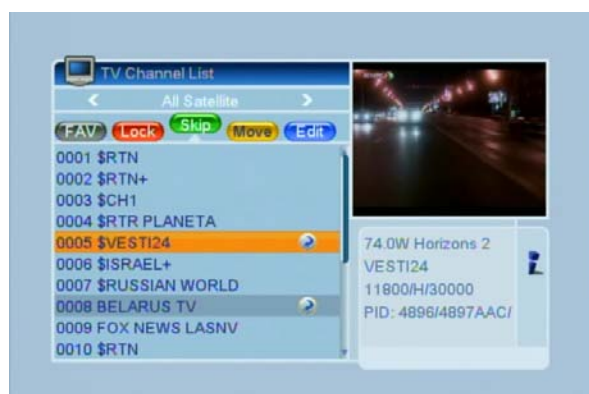 TV Channel List
All Satellite
FAV Lock Skip Move Edit
0001 $RTN
0002 $RTN+
0003 $CH1
0004 $RTR PLANETA
0005 $VESTI24
0006 $ISRAEL+
0007 $RUSSIAN WORLD
0008 BELARUS TV
0009 FOX NEWS LASNV
0010 $RTN
74.0W Horizons 2
VESTI24
11800/H/30000
PID: 4896/4897AAC/